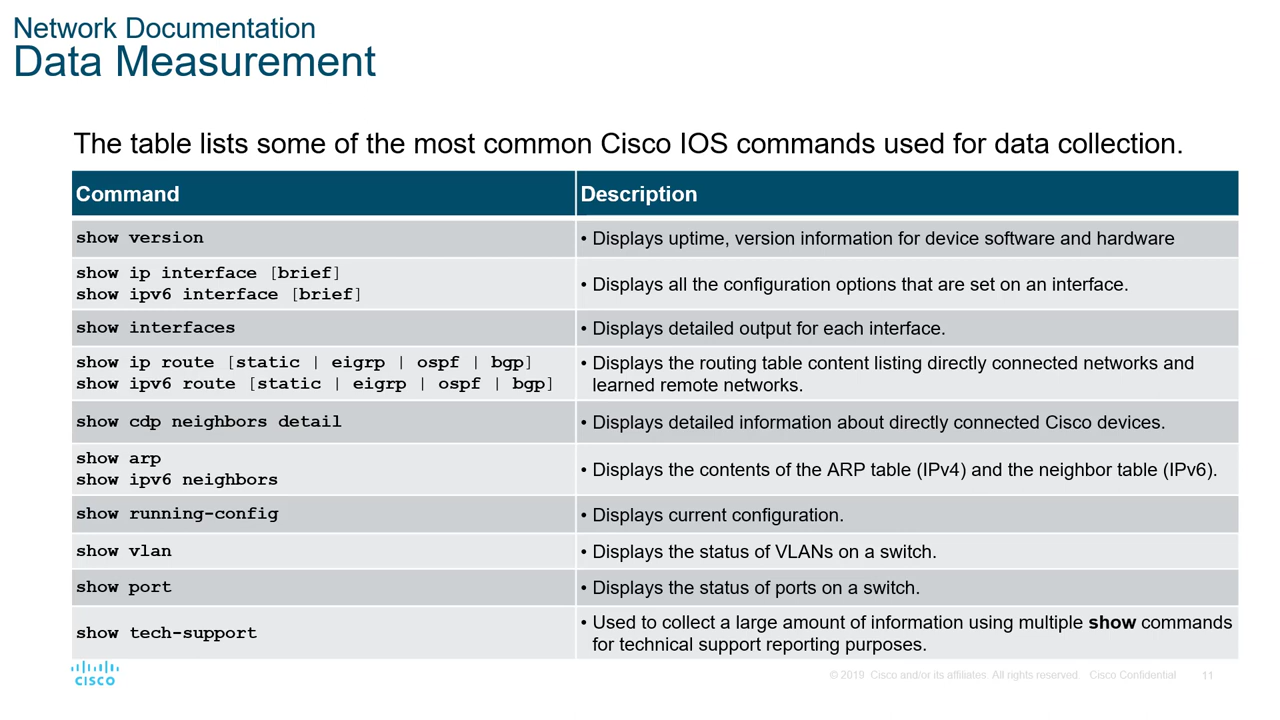 Network Documentation
Data Measurement
The table lists some of the most common Cisco IOS commands used for data collection.
Command Description
show version • Displays uptime, version information for device software and hardware
show ip interface [brief]
show ipv6 interface [brief]
• Displays all the configuration options that are set on an interface.
show interfaces • Displays detailed output for each interface.
show ip route [static | eigrp | ospf | bgp]
show ipv6 route [static | eigrp | ospf | bgp]
• Displays the routing table content listing directly connected networks and
learned remote networks.
show cdp neighbors detail • Displays detailed information about directly connected Cisco devices.
show arp
show ipv6 neighbors
• Displays the contents of the ARP table (IPv4) and the neighbor table (IPv6).
show running-config • Displays current configuration.
show vlan • Displays the status of VLANs on a switch.
show port • Displays the status of ports on a switch.
show tech-support
• Used to collect a large amount of information using multiple show commands
for technical support reporting purposes.
CISCO
© 2019 Cisco and/or its affiliates. All rights reserved Cisco Confidential 11